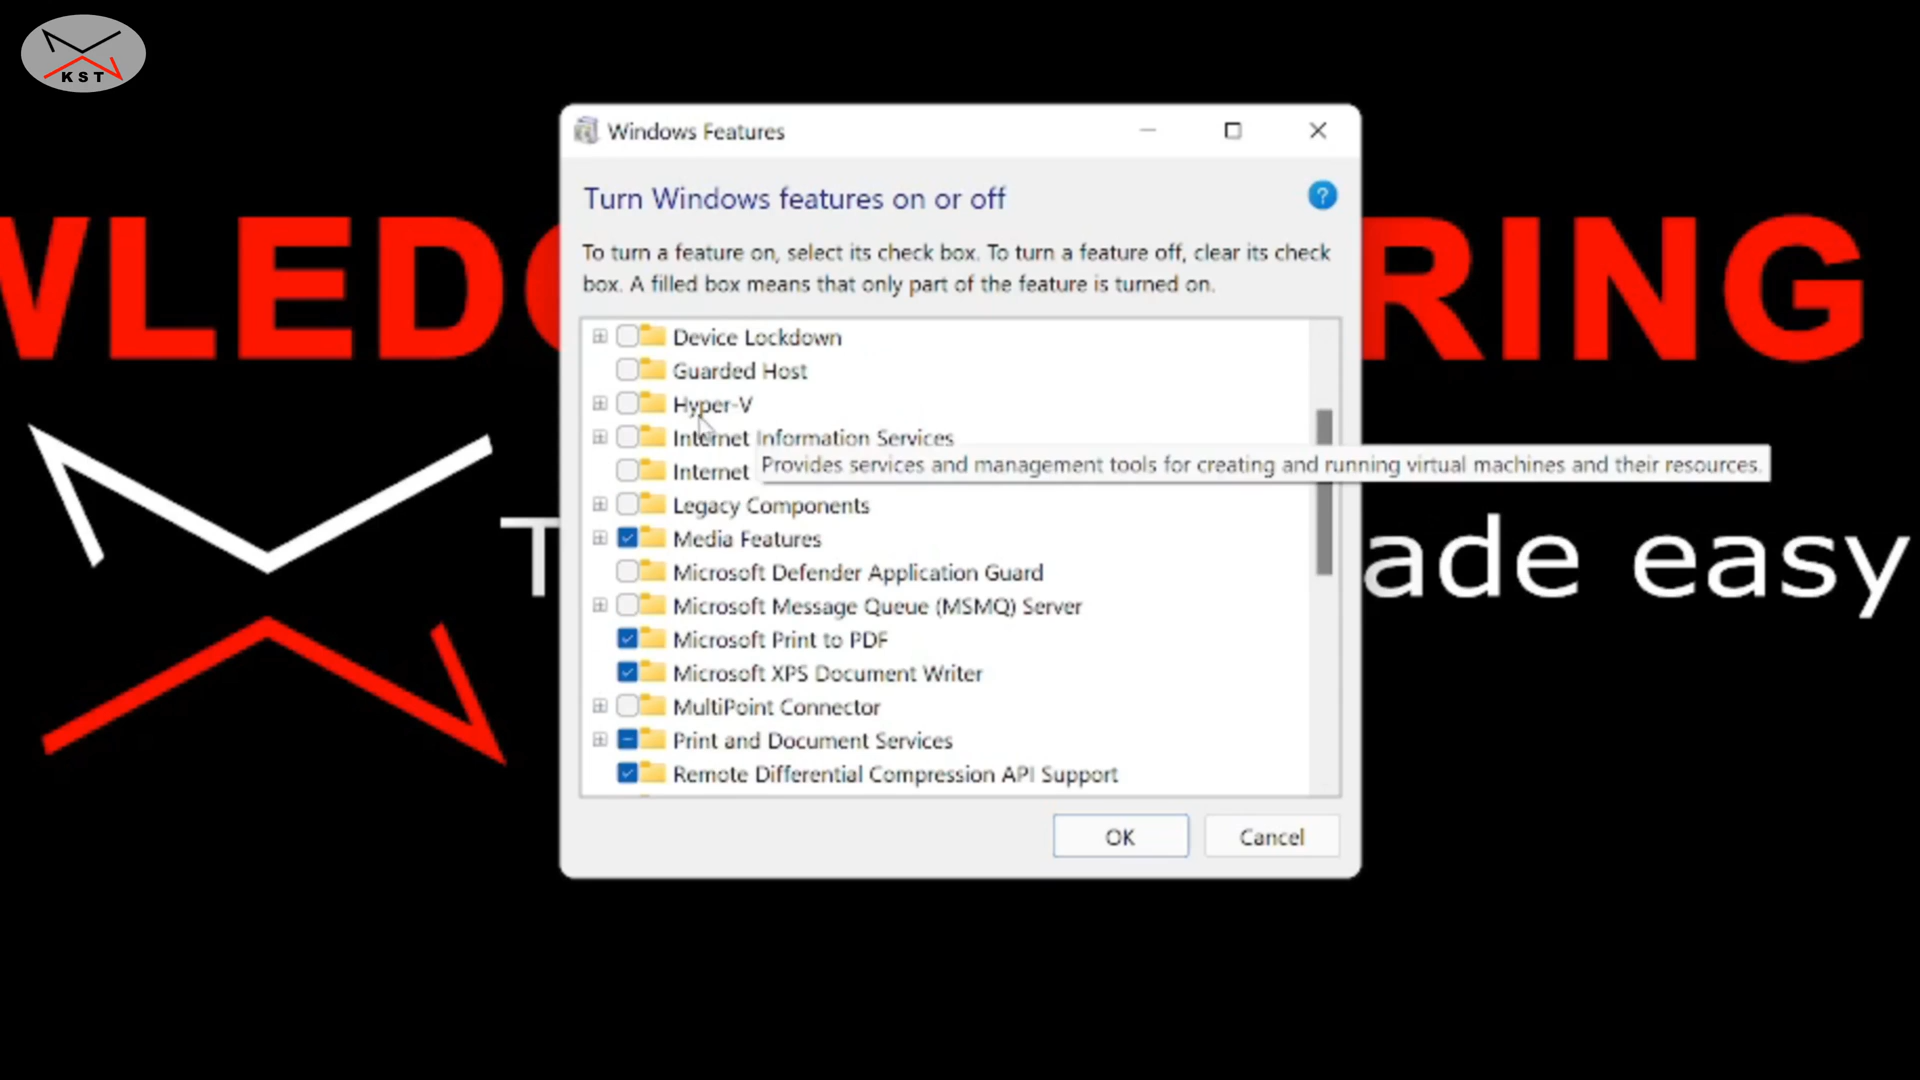 KST
Windows Features
Turn Windows features on or off
?
To turn a feature on, select its check box. To turn a feature off, clear its check
box. A filled box means that only part of the feature is turned on.
WLEDG
RING
Device Lockdown
Guarded Host
Hyper-V
Internet Information Services
Internet
Provides services and management tools for creating and running virtual machines and their resources.
Legacy Components
Media Features
T
ade easy
Microsoft Defender Application Guard
Microsoft Message Queue (MSMQ) Server
Microsoft Print to PDF
Microsoft XPS Document Writer
MultiPoint Connector
Print and Document Services
Remote Differential Compression API Support
OK
Cancel